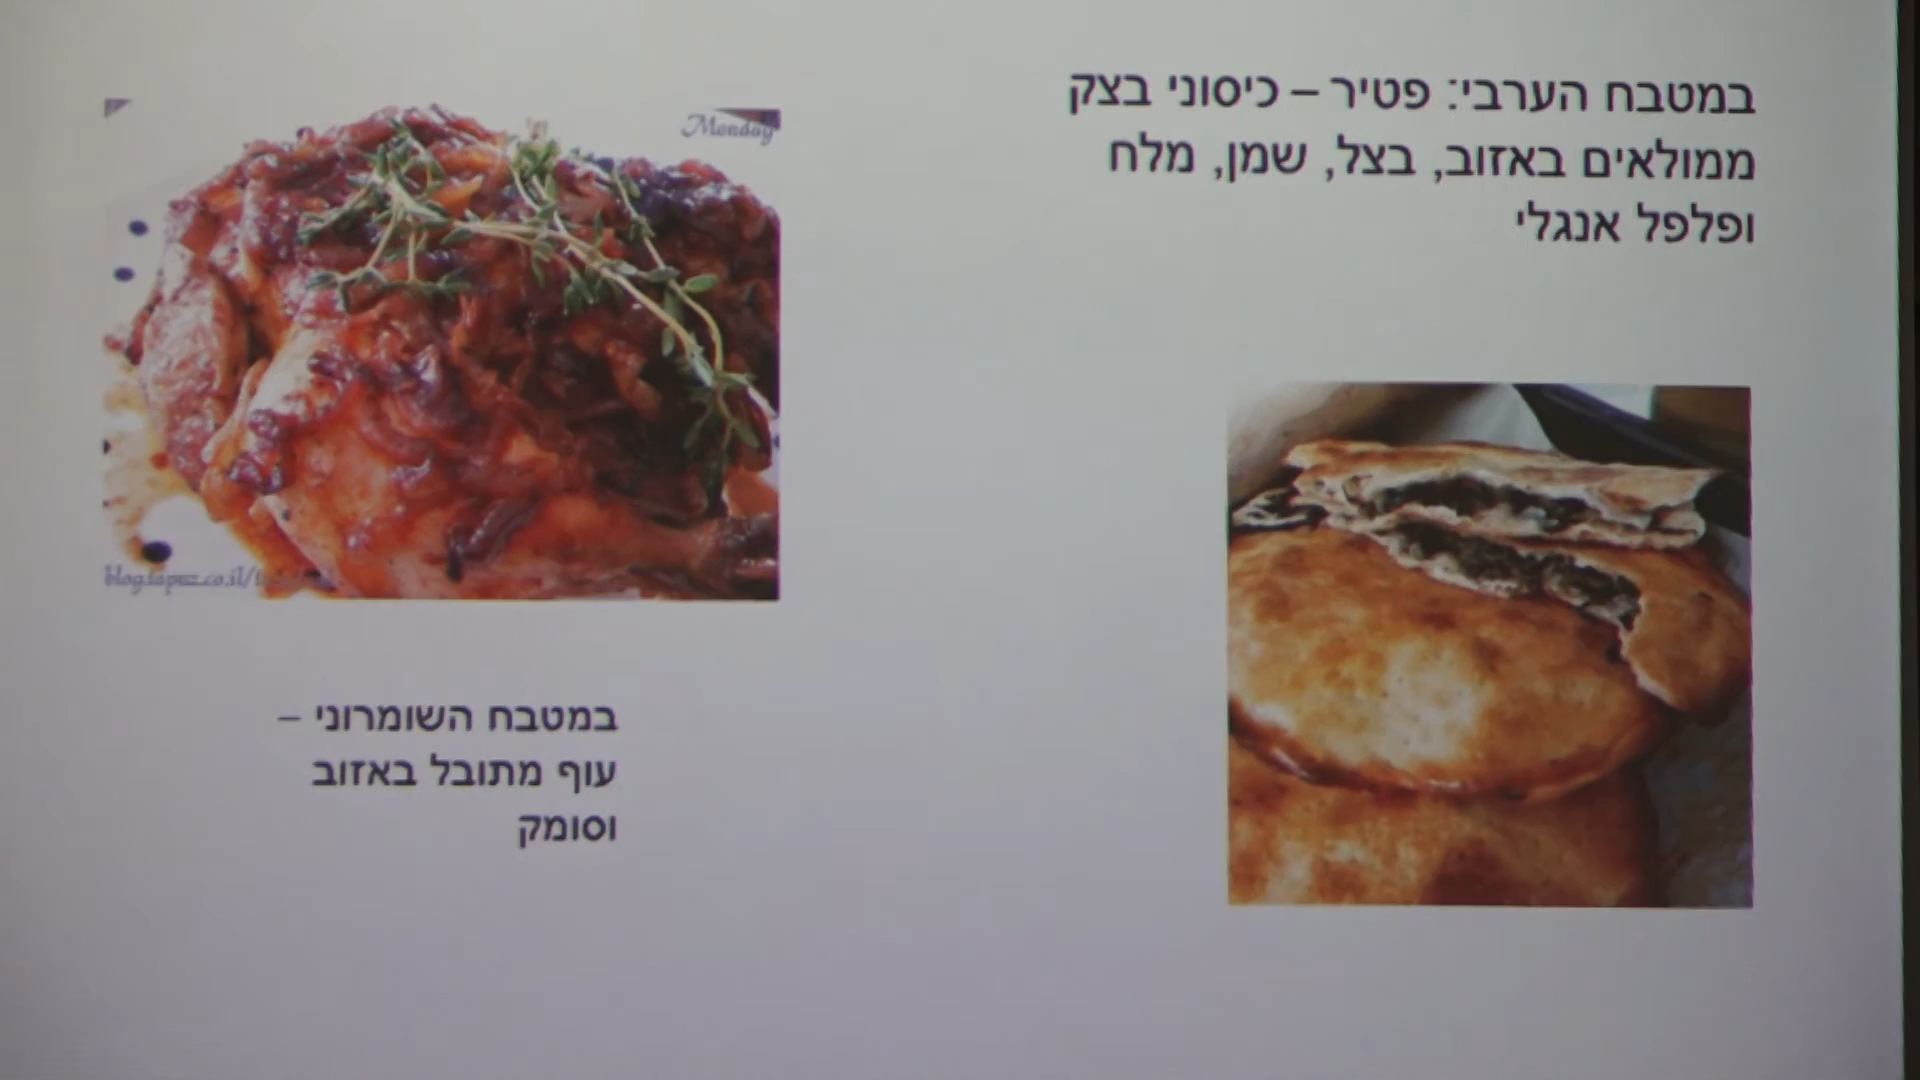 במטבח הערבי: פטיר – כיסוני בצק
ממולאים באזוב, בצל, שמן, מלח
ופלפל אנגלי
Monday
במטבח השומרוני –
עוף מתובל באזוב
וסומק